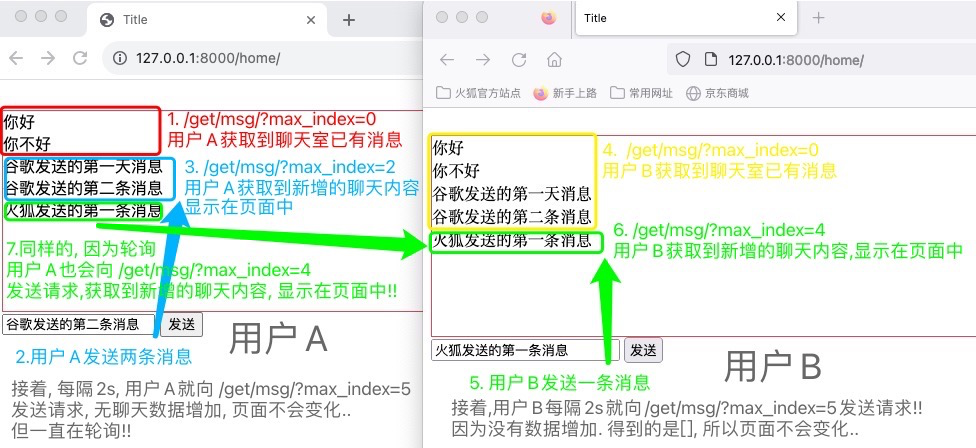 Title
127.0.0.1:8000/home/
你好
你不好
1. /get/msg/?max_index=0
用户A获取到聊天室已有消息
谷歌发送的第一天消息
谷歌发送的第二条消息
3. /get/msg/?max_index=2
用户A获取到新增的聊天内容
显示在页面中
火狐发送的第一条消息
7.同样的, 因为轮询
用户A也会向 /get/msg/?max_index=4
发送请求,获取到新增的聊天内容, 显示在页面中!!
谷歌发送的第二条消息
发送
用户A
2.用户A发送两条消息
接着, 每隔2s, 用户A就向 /get/msg/?max_index=5
发送请求, 无聊天数据增加, 页面不会变化..
但一直在轮询!!
Title
127.0.0.1:8000/home/
火狐官方站点
新手上路
常用网址
京东商城
你好
你不好
谷歌发送的第一天消息
谷歌发送的第二条消息
4. /get/msg/?max_index=0
用户B获取到聊天室已有消息
火狐发送的第一条消息
6. /get/msg/?max_index=4
用户B获取到新增的聊天内容,显示在页面中
火狐发送的第一条消息
发送
用户B
5. 用户B发送一条消息
接着,用户B每隔2s就向/get/msg/?max_index=5发送请求!!
因为没有数据增加. 得到的是[], 所以页面不会变化..